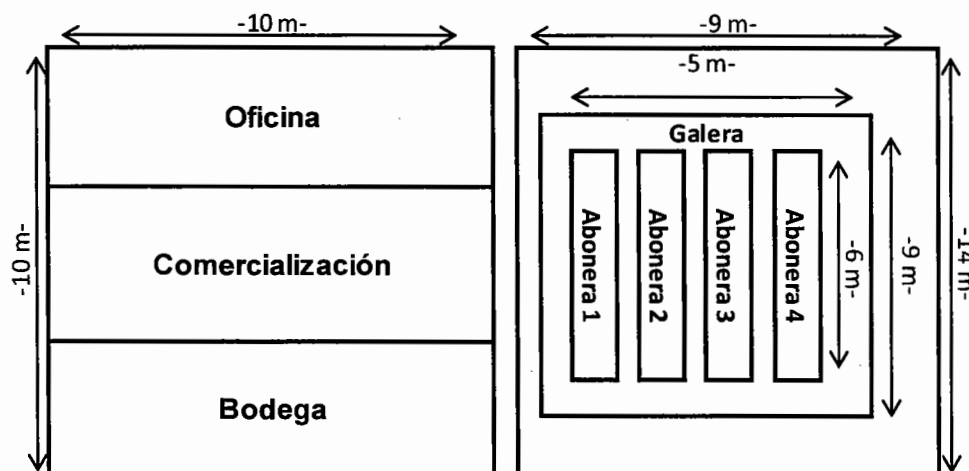 -10 m-
-10 m-
Oficina
Comercialización
Bodega
-9 m-
-5 m-
Galera
Abonera 1
Abonera 2
Abonera 3
Abonera 4
-6 m-
-9 m-
-14 m-